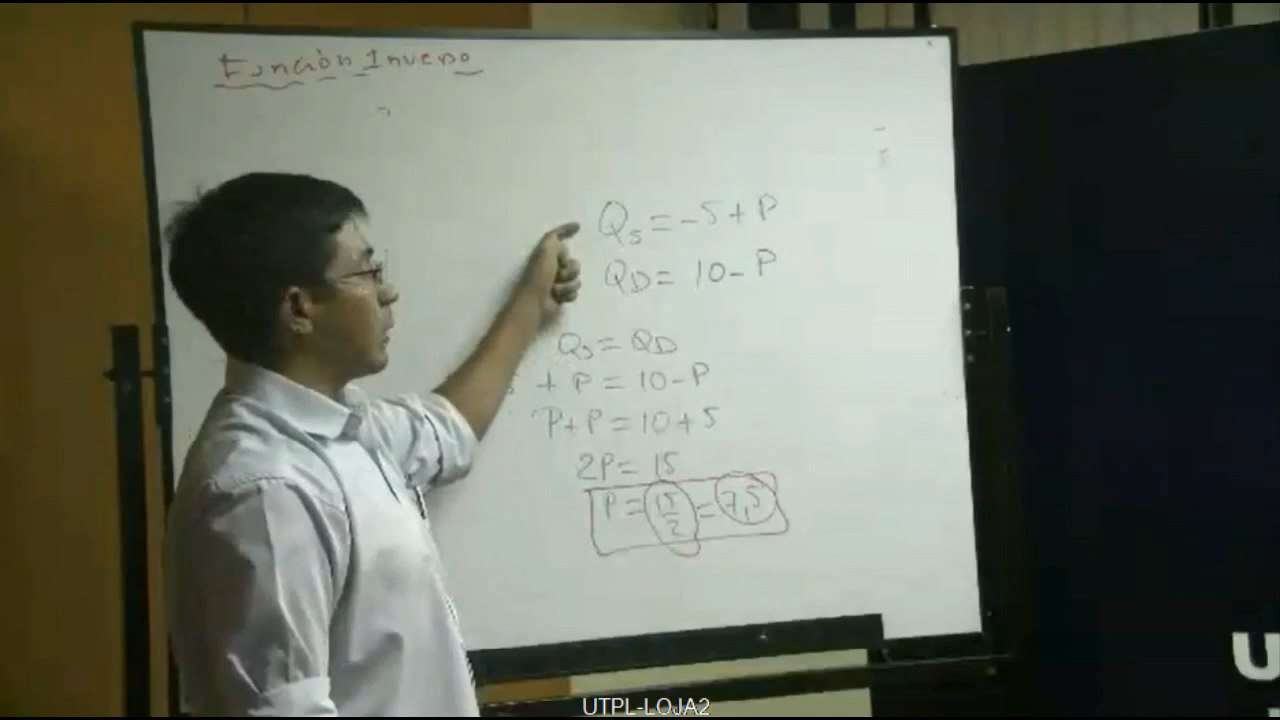 Función Inversa
Qs = -5 + P
QD = 10 - P
Qs = QD
+ P = 10 - P
P + P = 10 + 5
2P = 15
P = 15/2 = 7,5
U
UTPL-LOJA2